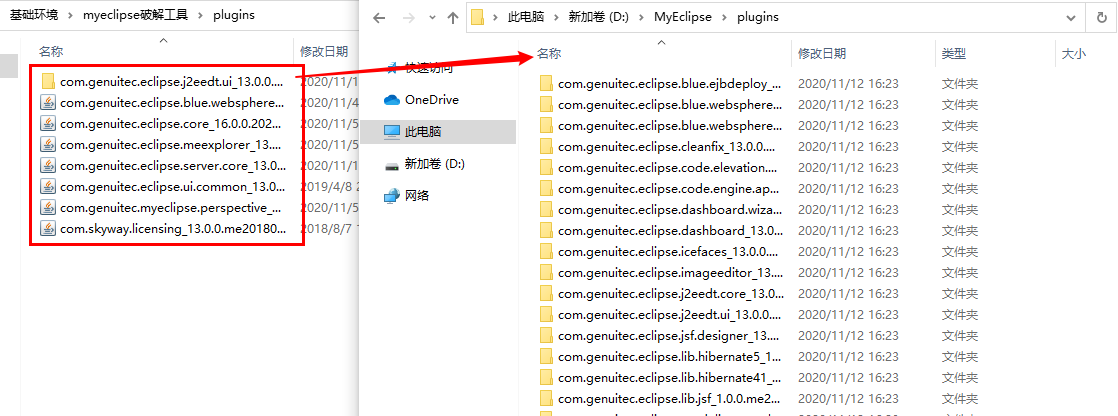 基础环境 > myeclipse破解工具 > plugins
名称 修改日期
com.genuitec.eclipse.j2eedt.ui_13.0.0.... 2020/11/1
com.genuitec.eclipse.blue.websphere... 2020/11/4
com.genuitec.eclipse.core_16.0.0.202... 2020/11/5
com.genuitec.eclipse.meexplorer_13.... 2020/11/5
com.genuitec.eclipse.server.core_13.0... 2020/11/1
com.genuitec.eclipse.ui.common_13.0... 2019/4/8 2
com.genuitec.myeclipse.perspective_... 2020/11/5
com.skyway.licensing_13.0.0.me20180... 2018/8/7 1
此电脑 > 新加卷 (D:) > MyEclipse > plugins
快速访问
OneDrive
此电脑
新加卷 (D:)
网络
名称 修改日期 类型 大小
com.genuitec.eclipse.blue.ejbdeploy_... 2020/11/12 16:23 文件夹
com.genuitec.eclipse.blue.websphere... 2020/11/12 16:23 文件夹
com.genuitec.eclipse.blue.websphere... 2020/11/12 16:23 文件夹
com.genuitec.eclipse.cleanfix_13.0.0.... 2020/11/12 16:23 文件夹
com.genuitec.eclipse.code.elevation.... 2020/11/12 16:23 文件夹
com.genuitec.eclipse.code.engine.ap... 2020/11/12 16:23 文件夹
com.genuitec.eclipse.dashboard.wiza... 2020/11/12 16:23 文件夹
com.genuitec.eclipse.dashboard_13.0... 2020/11/12 16:23 文件夹
com.genuitec.eclipse.icefaces_13.0.0.... 2020/11/12 16:23 文件夹
com.genuitec.eclipse.imageeditor_13.... 2020/11/12 16:23 文件夹
com.genuitec.eclipse.j2eedt.core_13.0... 2020/11/12 16:23 文件夹
com.genuitec.eclipse.j2eedt.ui_13.0.0.... 2020/11/12 16:23 文件夹
com.genuitec.eclipse.jsf.designer_13.... 2020/11/12 16:23 文件夹
com.genuitec.eclipse.lib.hibernate5_1... 2020/11/12 16:23 文件夹
com.genuitec.eclipse.lib.hibernate41_... 2020/11/12 16:23 文件夹
com.genuitec.eclipse.lib.jsf_1.0.0.me2... 2020/11/12 16:23 文件夹